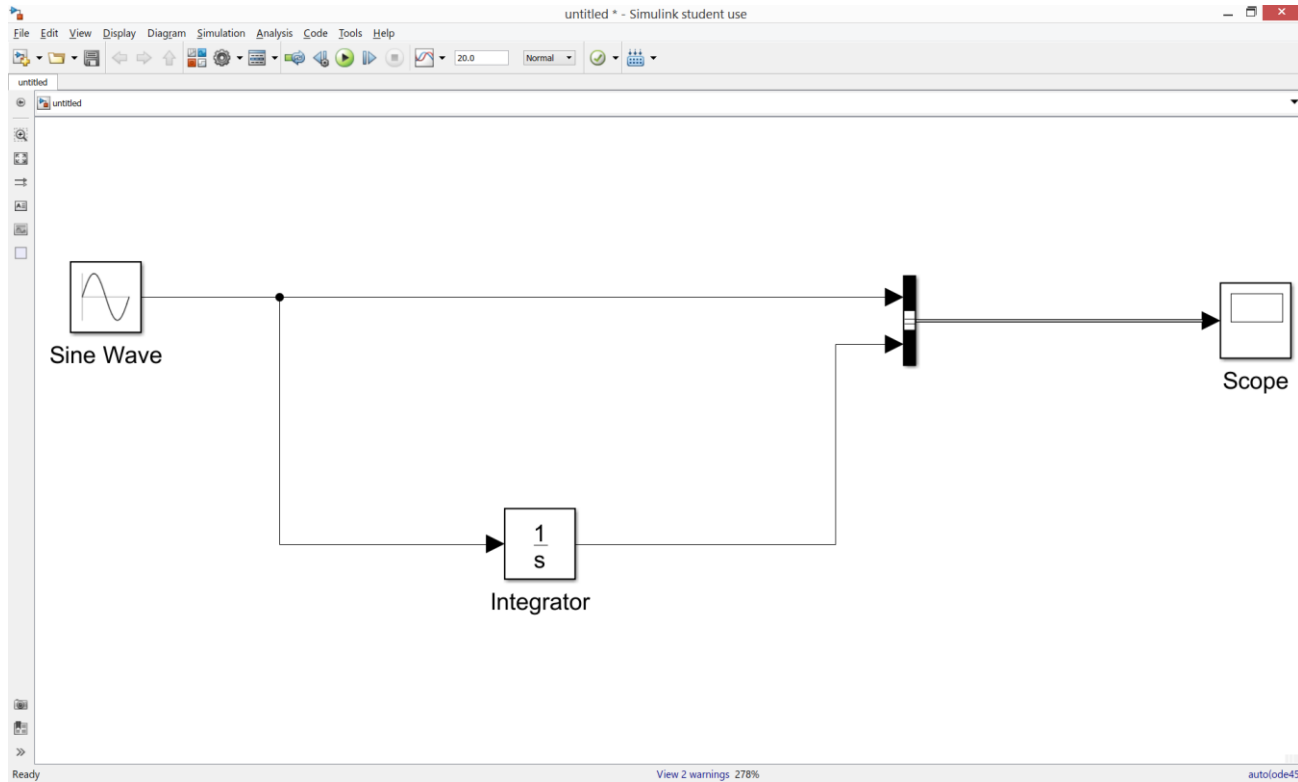 untitled * - Simulink student use
File Edit View Display Diagram Simulation Analysis Code Tools Help
20.0 Normal
untitled
untitled
Sine Wave
Scope
1
s
Integrator
Ready View 2 warnings 278% auto(ode45